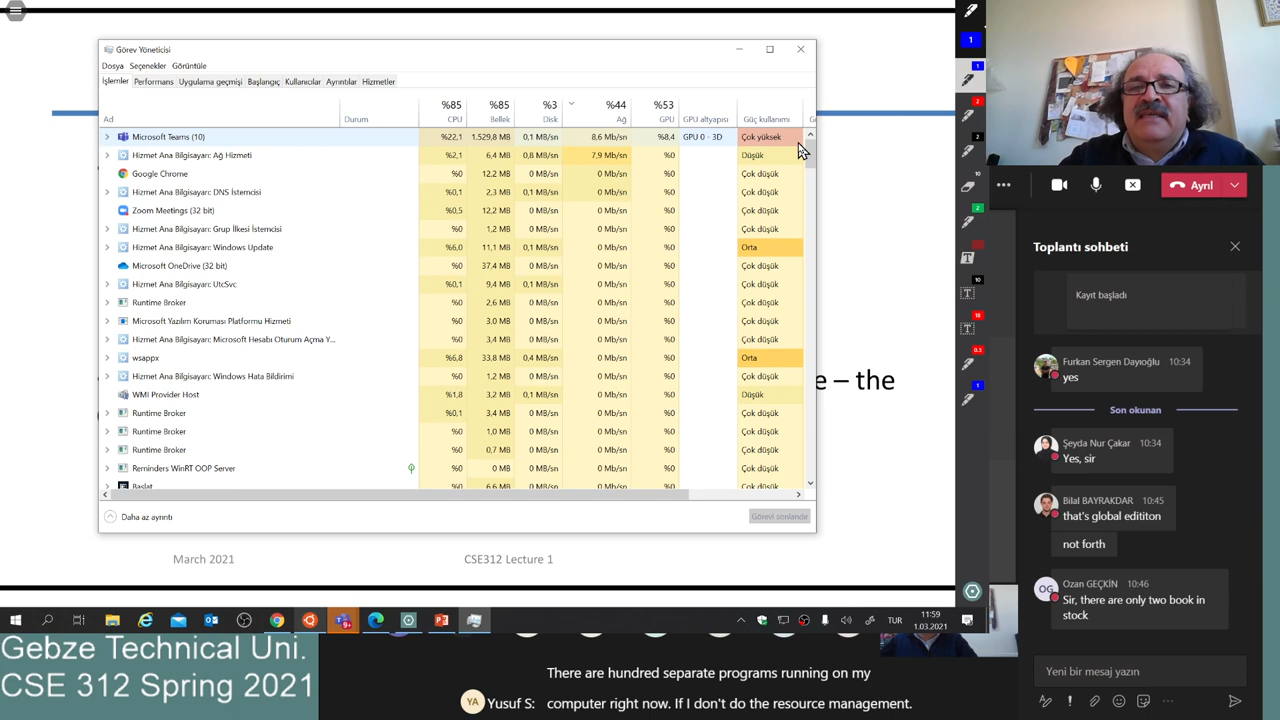 Görev Yöneticisi
Dosya Seçenekler Görüntüle
İşlemler Performans Uygulama geçmişi Başlangıç Kullanıcılar Ayrıntılar Hizmetler
%85 %85 %3 %44 %53
Ad Durum CPU Bellek Disk Ağ GPU GPU altyapısı Güç kullanımı
Microsoft Teams (10) %22,1 1.529,8 MB 0,1 MB/sn 8,6 Mb/sn %8,4 GPU 0 - 3D Çok yüksek
Hizmet Ana Bilgisayarı: Ağ Hizmeti %2,1 6,4 MB 0,8 MB/sn 7,9 Mb/sn %0 Düşük
Google Chrome %0 12,2 MB 0 MB/sn 0 Mb/sn %0 Çok düşük
Hizmet Ana Bilgisayarı: DNS İstemcisi %0,1 2,3 MB 0,1 MB/sn 0 Mb/sn %0 Çok düşük
Zoom Meetings (32 bit) %0,5 12,2 MB 0 MB/sn 0 Mb/sn %0 Çok düşük
Hizmet Ana Bilgisayarı: Grup İlkesi İstemcisi %0 1,2 MB 0 MB/sn 0 Mb/sn %0 Çok düşük
Hizmet Ana Bilgisayarı: Windows Update %6,0 11,1 MB 0,1 MB/sn 0 Mb/sn %0 Orta
Microsoft OneDrive (32 bit) %0 37,4 MB 0 MB/sn 0 Mb/sn %0 Çok düşük
Hizmet Ana Bilgisayarı: UtcSvc %0,1 9,4 MB 0,1 MB/sn 0 Mb/sn %0 Çok düşük
Runtime Broker %0 2,6 MB 0 MB/sn 0 Mb/sn %0 Çok düşük
Microsoft Yazılım Koruması Platformu Hizmeti %0 3,0 MB 0 MB/sn 0 Mb/sn %0 Çok düşük
Hizmet Ana Bilgisayarı: Microsoft Hesabı Oturum Açma Y... %0 3,4 MB 0 MB/sn 0 Mb/sn %0 Çok düşük
wsappx %6,8 33,8 MB 0,4 MB/sn 0 Mb/sn %0 Orta
Hizmet Ana Bilgisayarı: Windows Hata Bildirimi %0 1,2 MB 0 MB/sn 0 Mb/sn %0 Çok düşük
WMI Provider Host %1,8 3,2 MB 0,1 MB/sn 0 Mb/sn %0 Düşük
Runtime Broker %0,1 3,4 MB 0 MB/sn 0 Mb/sn %0 Çok düşük
Runtime Broker %0 1,0 MB 0 MB/sn 0 Mb/sn %0 Çok düşük
Runtime Broker %0 0,7 MB 0 MB/sn 0 Mb/sn %0 Çok düşük
Reminders WinRT OOP Server %0 0 MB 0 MB/sn 0 Mb/sn %0 Çok düşük
Başlat %0 6,6 MB 0 MB/sn 0 Mb/sn %0 Çok düşük
Daha az ayrıntı Görevi sonlandır
e – the
March 2021 CSE312 Lecture 1
TUR 11:59
1.03.2021
Ayrıl
Toplantı sohbeti
Kayıt başladı
Furkan Sergen Dayıoğlu 10:34
yes
Son okunan
Şeyda Nur Çakar 10:34
Yes, sir
Bilal BAYRAKDAR 10:45
that's global edititon
not forth
OG Ozan GEÇKİN 10:46
Sir, there are only two book in
stock
Yeni bir mesaj yazın
Gebze Technical Uni.
CSE 312 Spring 2021
There are hundred separate programs running on my
YA Yusuf S: computer right now. If I don't do the resource management.